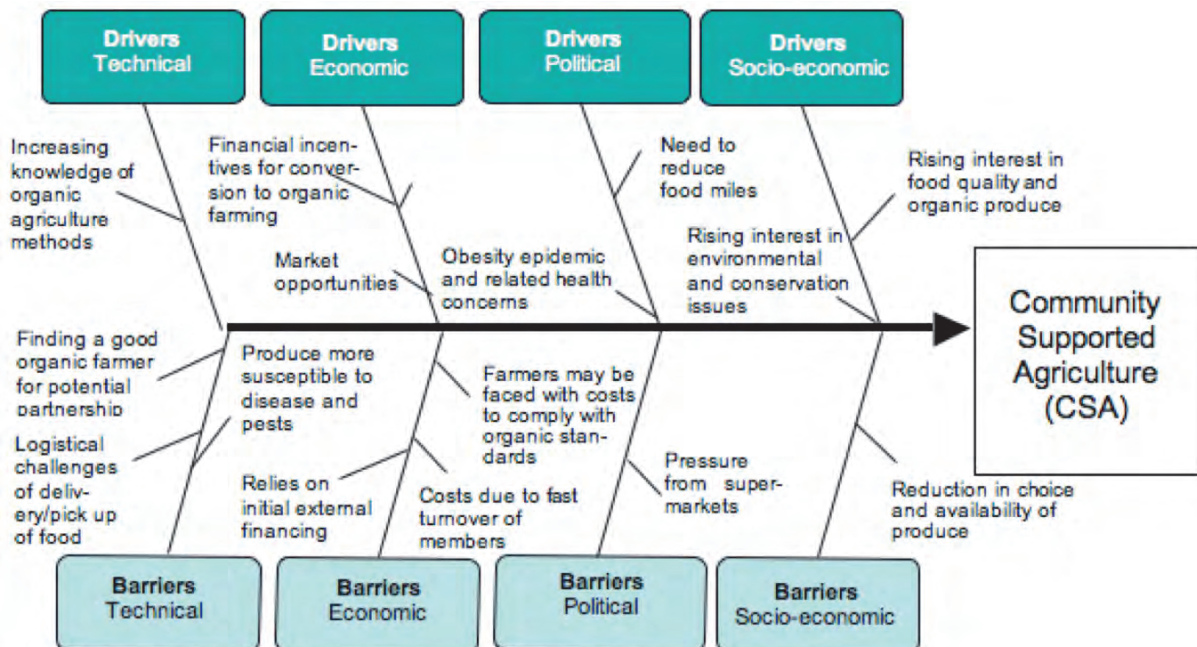 Drivers
Technical
Drivers
Economic
Drivers
Political
Drivers
Socio-economic
Increasing
knowledge of
organic
agriculture
methods
Financial incen-
tives for conver-
sion to organic
farming
Market
opportunities
Need to
reduce
food miles
Obesity epidemic
and related health
concerns
Rising interest in
food quality and
organic produce
Rising interest in
environmental
and conservation
issues
Community
Supported
Agriculture
(CSA)
Finding a good
organic farmer
for potential
partnership
Logistical
challenges
of deliv-
ery/pick up
of food
Produce more
susceptible to
disease and
pests
Relies on
initial external
financing
Farmers may be
faced with costs
to comply with
organic stan-
dards
Costs due to fast
turnover of
members
Pressure
from super-
markets
Reduction in choice
and availability of
produce
Barriers
Technical
Barriers
Economic
Barriers
Political
Barriers
Socio-economic